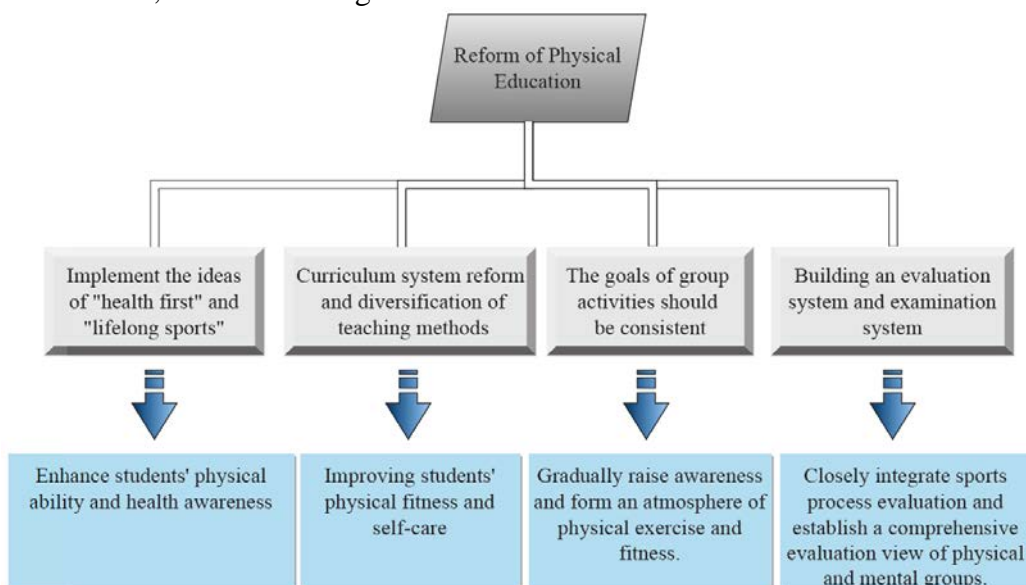 Reform of Physical
Education
Implement the ideas
of "health first" and
"lifelong sports"
Curriculum system reform
and diversification of
teaching methods
The goals of group
activities should
be consistent
Building an evaluation
system and examination
system
Enhance students' physical
ability and health awareness
Improving students'
physical fitness and
self-care
Gradually raise awareness
and form an atmosphere of
physical exercise and
fitness.
Closely integrate sports
process evaluation and
establish a comprehensive
evaluation view of physical
and mental groups.